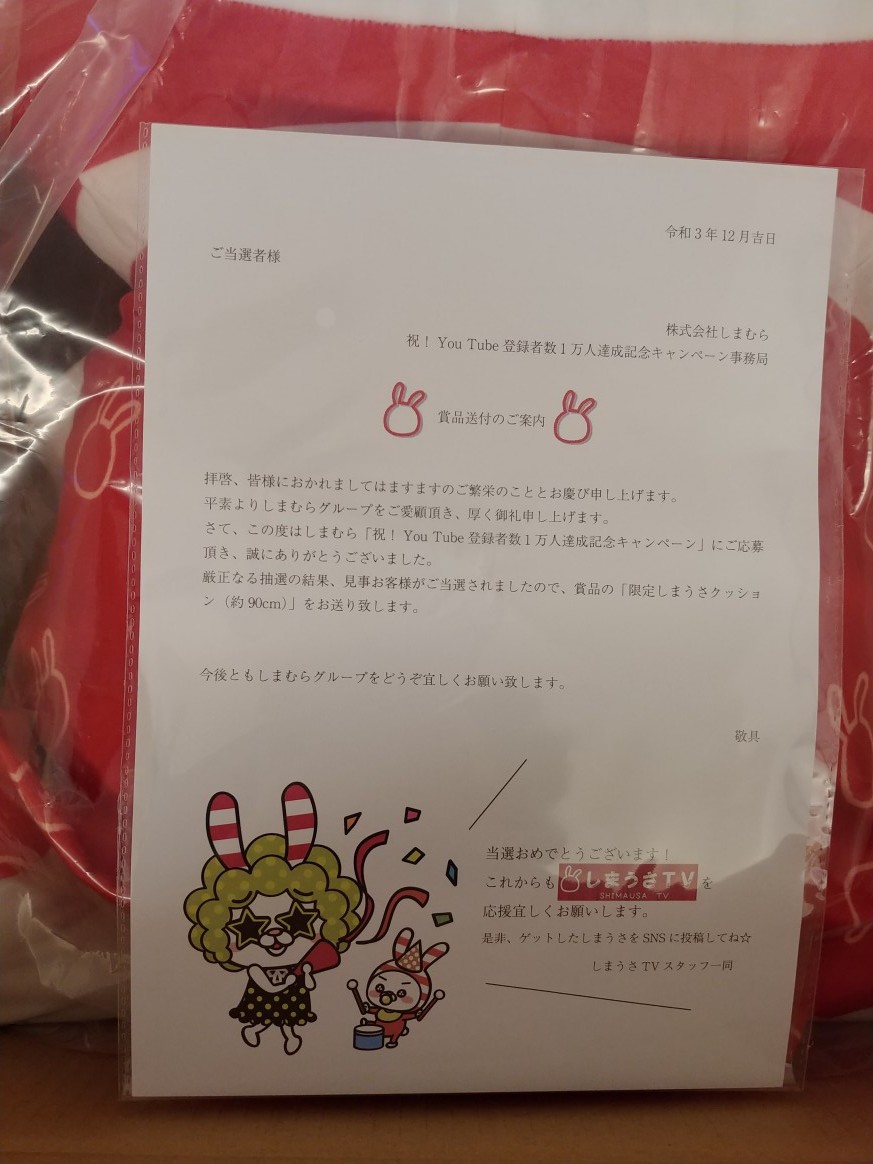 令和3年12月吉日
ご当選者様
株式会社しまむら
祝！ You Tube 登録者数1万人達成記念キャンペーン事務局
賞品送付のご案内
拝啓、皆様におかれましてはますますのご繁栄のこととお慶び申し上げます。
平素よりしまむらグループをご愛顧頂き、厚く御礼申し上げます。
さて、この度はしまむら「祝！ You Tube 登録者数1万人達成記念キャンペーン」にご応募
頂き、誠にありがとうございました。
厳正なる抽選の結果、見事お客様がご当選されましたので、賞品の「限定しまうさクッショ
ン（約90cm）」をお送り致します。
今後ともしまむらグループをどうぞ宜しくお願い致します。
敬具
当選おめでとうございます！
これからもしまうさTVを
SHIMAUSA TV
応援宜しくお願いします。
是非、ゲットしたしまうさをSNSに投稿してね☆
しまうさTVスタッフ一同